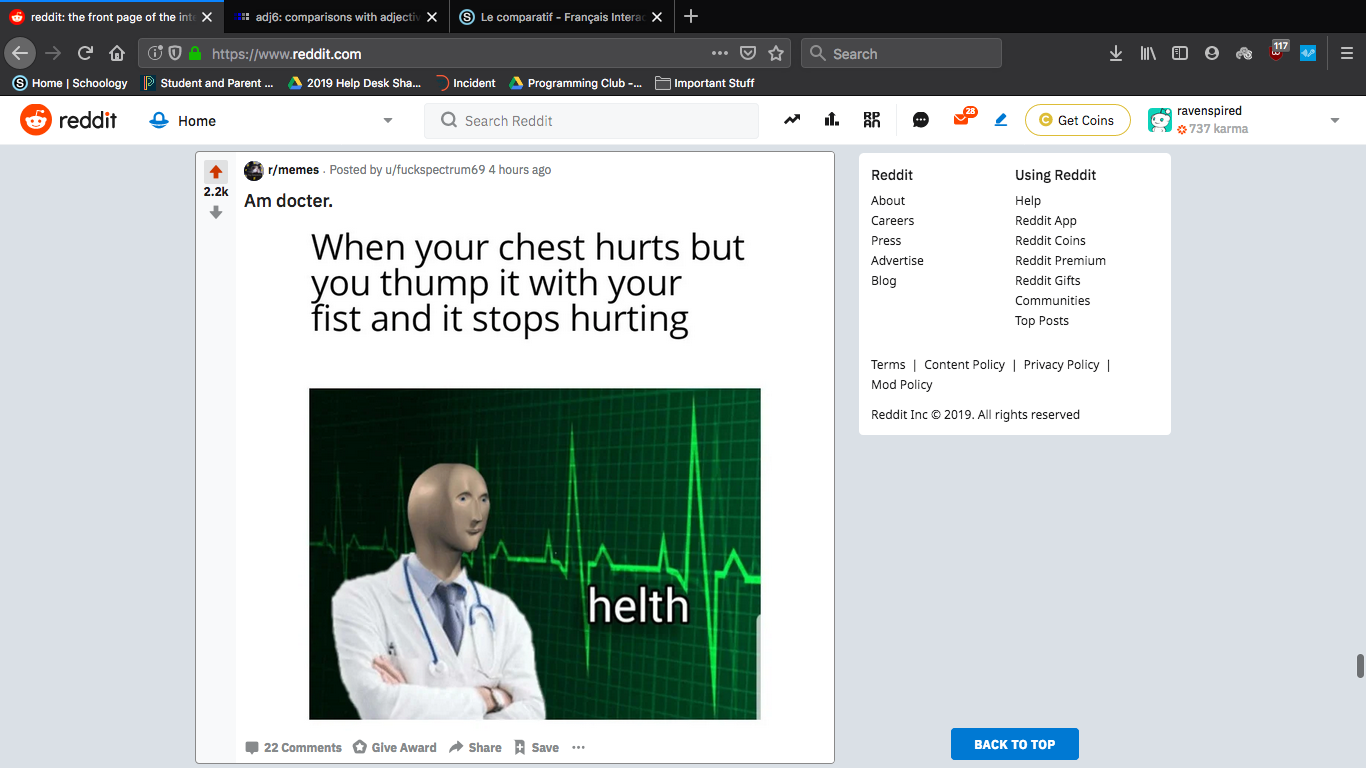 reddit: the front page of the inte
adj6: comparisons with adjectiv
Le comparatif - Français Interac
https://www.reddit.com
Search
117
Home | Schoology
Student and Parent ...
2019 Help Desk Sha...
Incident
Programming Club -...
Important Stuff
reddit
Home
Search Reddit
28
Get Coins
ravenspired
737 karma
2.2k
r/memes · Posted by u/fuckspectrum69 4 hours ago
Am docter.
When your chest hurts but
you thump it with your
fist and it stops hurting
helth
22 Comments
Give Award
Share
Save
Reddit
About
Careers
Press
Advertise
Blog
Using Reddit
Help
Reddit App
Reddit Coins
Reddit Premium
Reddit Gifts
Communities
Top Posts
Terms | Content Policy | Privacy Policy |
Mod Policy
Reddit Inc © 2019. All rights reserved
BACK TO TOP